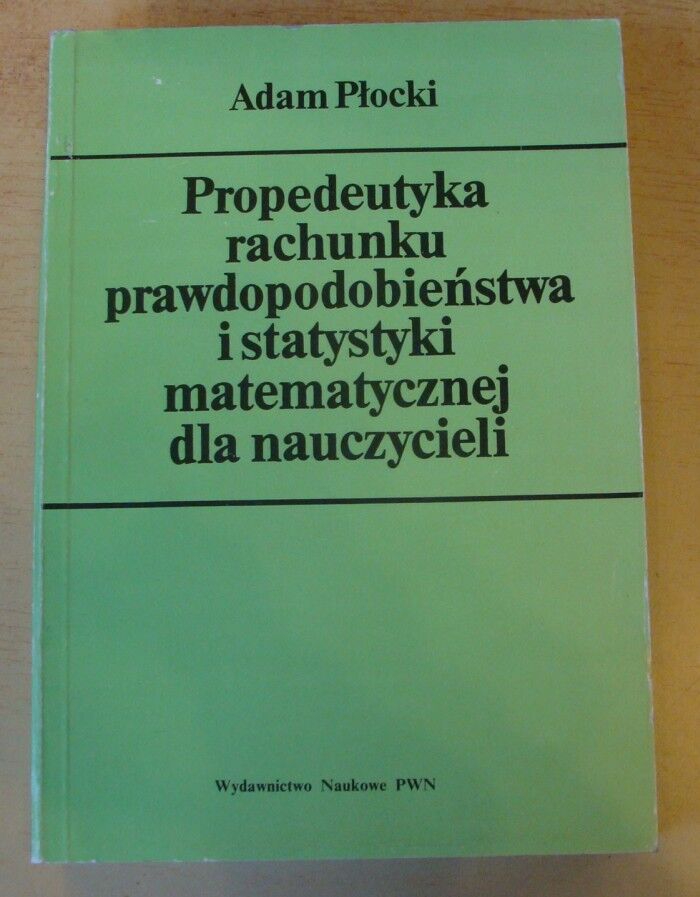 Adam Płocki
Propedeutyka
rachunku
prawdopodobieństwa
i statystyki
matematycznej
dla nauczycieli
Wydawnictwo Naukowe PWN